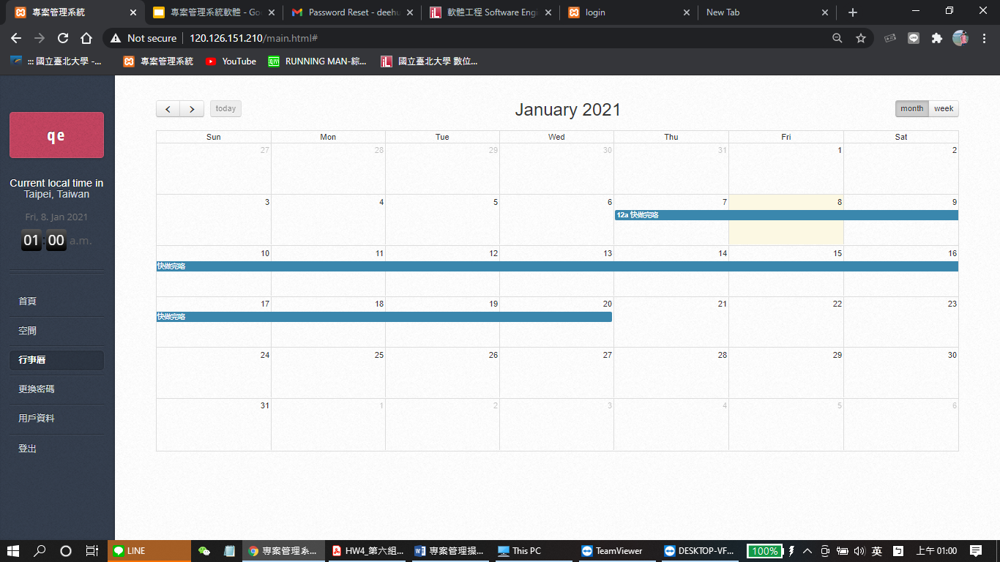 專案管理系統
專案管理系統軟體 - Goo
Password Reset - deehu
軟體工程 Software Engi
login
New Tab
Not secure
120.126.151.210/main.html#
::: 國立臺北大學 -...
專案管理系統
YouTube
RUNNING MAN-綜...
國立臺北大學 數位...
qe
Current local time in
Taipei, Taiwan
Fri, 8. Jan 2021
01:00 a.m.
首頁
空間
行事曆
更換密碼
用戶資料
登出
today
January 2021
month week
Sun Mon Tue Wed Thu Fri Sat
27 28 29 30 31 1 2
3 4 5 6 7 8 9
12a 快做完咯
10 11 12 13 14 15 16
快做完咯
17 18 19 20 21 22 23
快做完咯
24 25 26 27 28 29 30
31 1 2 3 4 5 6
LINE
專案管理系...
HW4_第六組...
專案管理操...
This PC
TeamViewer
DESKTOP-VF...
100%
英
上午 01:00